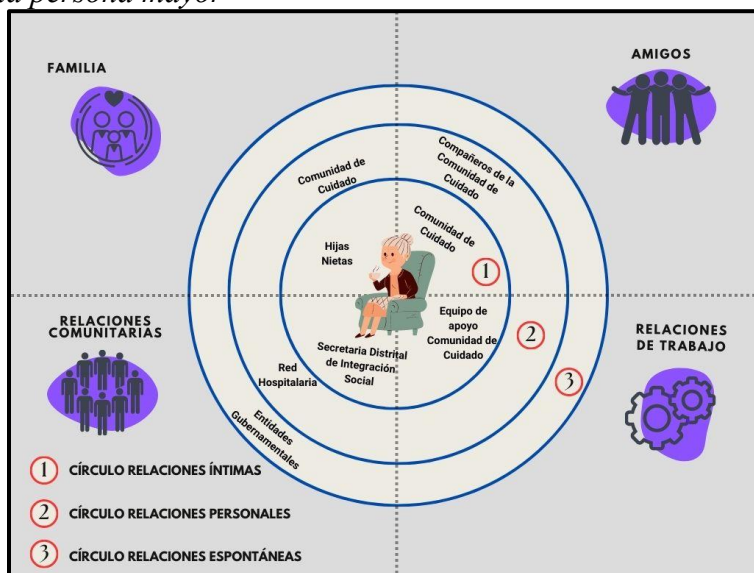 persona mayor
FAMILIA
AMIGOS
Comunidad de
Cuidado
Compañeros de la
Comunidad de
Cuidado
Comunidad de
Cuidado
Hijas
Nietas
1
RELACIONES
COMUNITARIAS
Equipo de
apoyo
Comunidad de
Cuidado
2
RELACIONES
DE TRABAJO
Secretaria Distrital
de Integración
Social
Red
Hospitalaria
3
Entidades
Gubernamentales
1 CÍRCULO RELACIONES ÍNTIMAS
2 CÍRCULO RELACIONES PERSONALES
3 CÍRCULO RELACIONES ESPONTÁNEAS